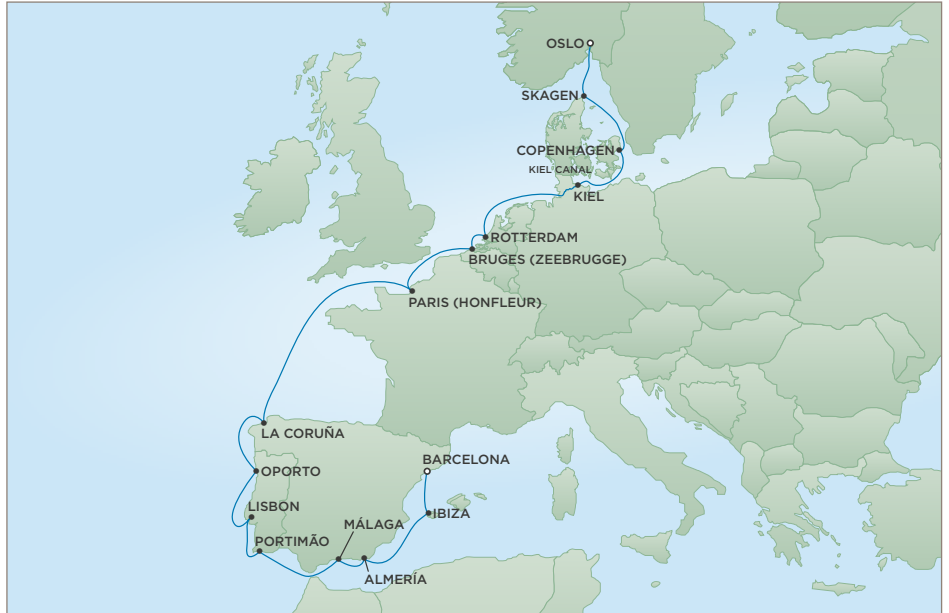 OSLO
SKAGEN
COPENHAGEN
KIEL CANAL
KIEL
ROTTERDAM
BRUGES (ZEEBRUGGE)
PARIS (HONFLEUR)
LA CORUÑA
BARCELONA
OPORTO
LISBON
IBIZA
MÁLAGA
PORTIMÃO
ALMERÍA